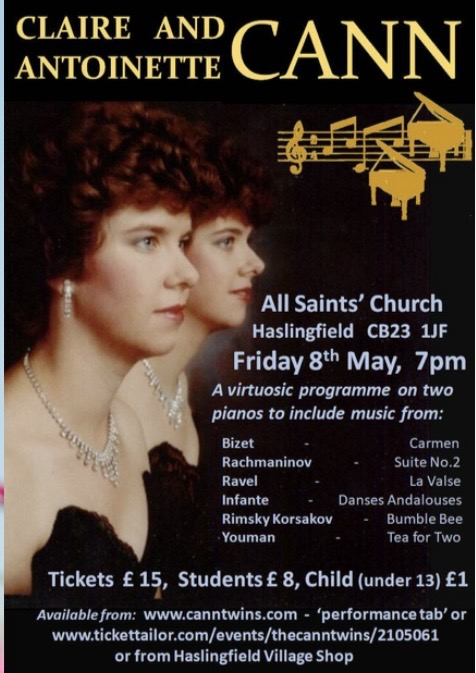 CLAIRE AND
ANTOINETTE
CANN
All Saints' Church
Haslingfield CB23 1JF
Friday 8th May, 7pm
A virtuosic programme on two
pianos to include music from:
Bizet - Carmen
Rachmaninov - Suite No.2
Ravel - La Valse
Infante - Danses Andalouses
Rimsky Korsakov - Bumble Bee
Youman - Tea for Two
Tickets £ 15, Students £ 8, Child (under 13) £1
Available from: www.canntwins.com - 'performance tab' or
www.tickettailor.com/events/thecanntwins/2105061
or from Haslingfield Village Shop